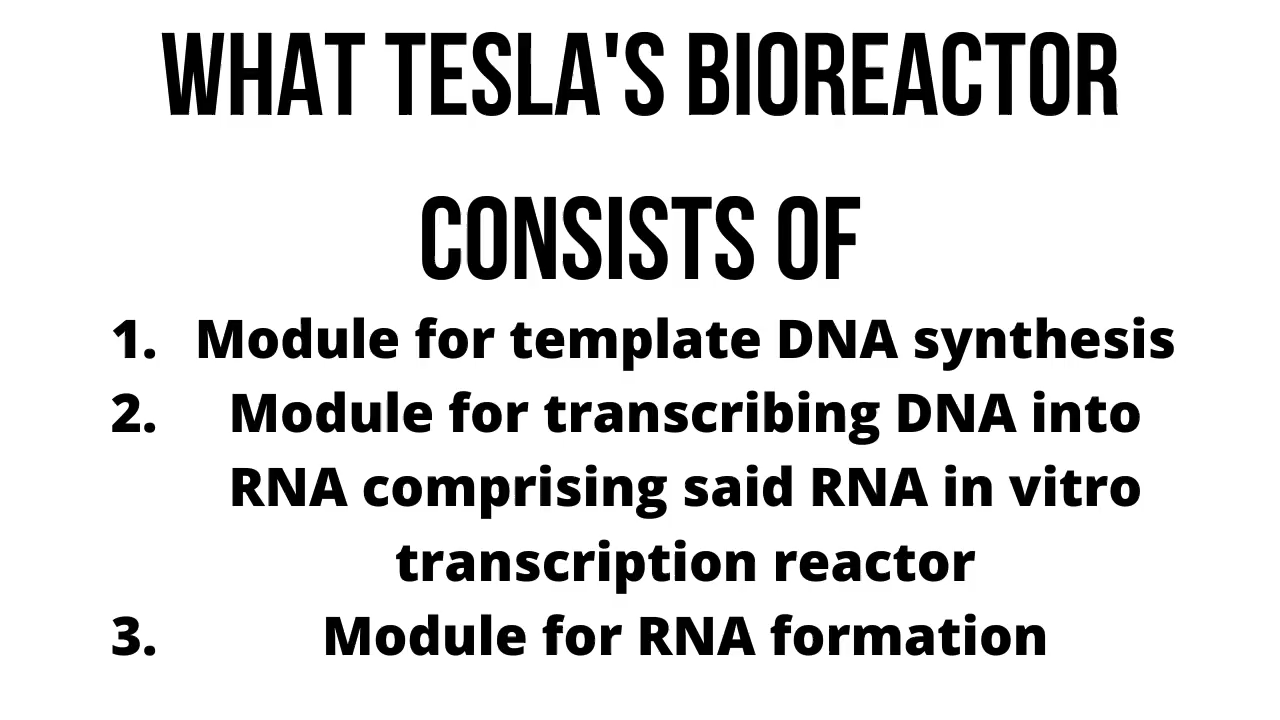 WHAT TESLA'S BIOREACTOR
CONSISTS OF
1. Module for template DNA synthesis
2. Module for transcribing DNA into
RNA comprising said RNA in vitro
transcription reactor
3. Module for RNA formation